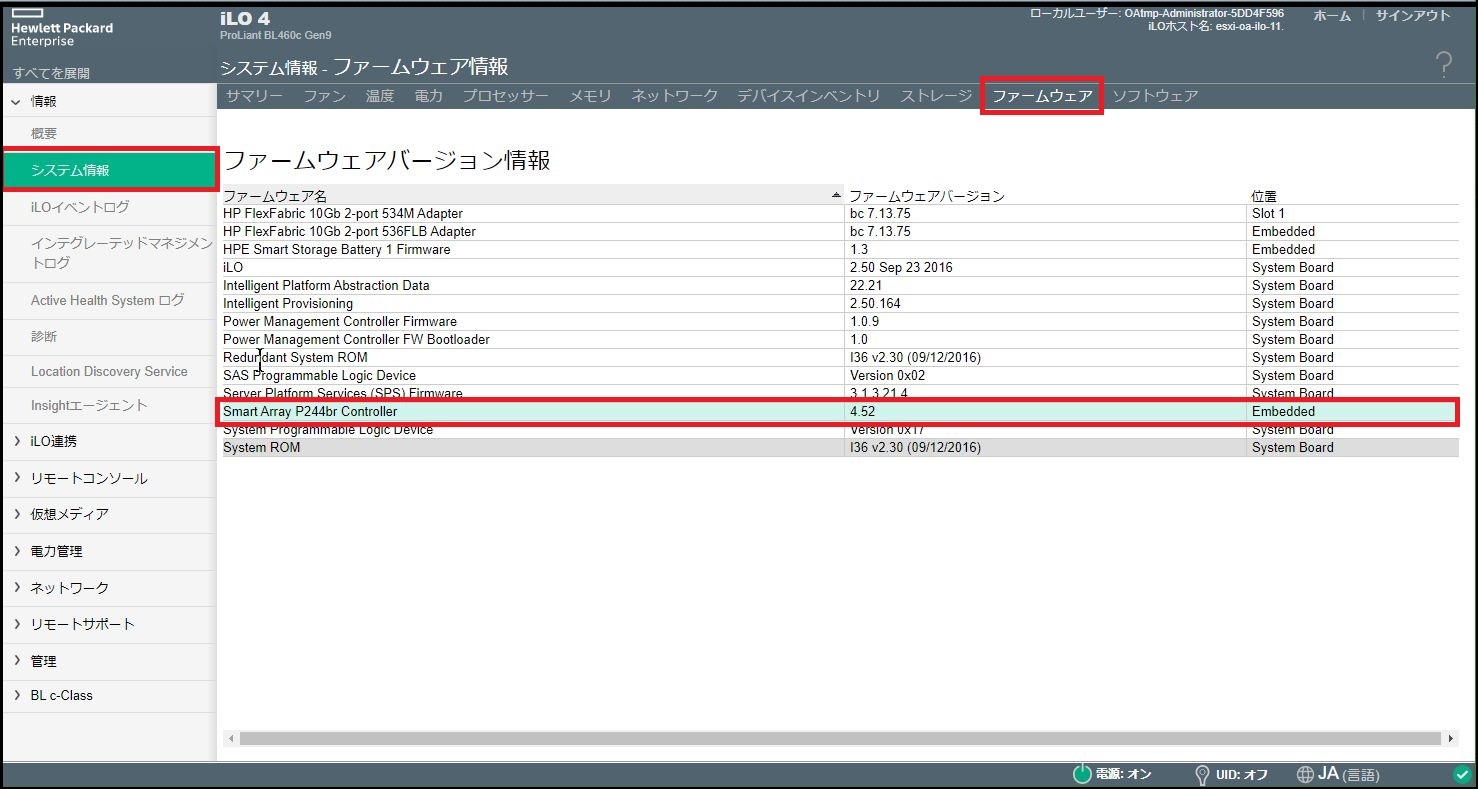 Hewlett Packard
Enterprise
iLO 4
ProLiant BL460c Gen9
ローカルユーザー: OAtmp-Administrator-5DD4F596
iLOホスト名: esxi-oa-ilo-11.
ホーム
サインアウト
すべてを展開
システム情報 - ファームウェア情報
?
サマリー ファン 温度 電力 プロセッサー メモリ ネットワーク デバイスインベントリ ストレージ ファームウェア ソフトウェア
情報
概要
システム情報
iLOイベントログ
インテグレーテッドマネジメン
トログ
Active Health System ログ
診断
Location Discovery Service
Insightエージェント
iLO連携
リモートコンソール
仮想メディア
電力管理
ネットワーク
リモートサポート
管理
BL c-Class
ファームウェアバージョン情報
ファームウェア名 ファームウェアバージョン 位置
HP FlexFabric 10Gb 2-port 534M Adapter bc 7.13.75 Slot 1
HP FlexFabric 10Gb 2-port 536FLB Adapter bc 7.13.75 Embedded
HPE Smart Storage Battery 1 Firmware 1.3 Embedded
iLO 2.50 Sep 23 2016 System Board
Intelligent Platform Abstraction Data 22.21 System Board
Intelligent Provisioning 2.50.164 System Board
Power Management Controller Firmware 1.0.9 System Board
Power Management Controller FW Bootloader 1.0 System Board
Redundant System ROM I36 v2.30 (09/12/2016) System Board
SAS Programmable Logic Device Version 0x02 System Board
Server Platform Services (SPS) Firmware 3.1.3.21.4 System Board
Smart Array P244br Controller 4.52 Embedded
System Programmable Logic Device Version 0x17 System Board
System ROM I36 v2.30 (09/12/2016) System Board
電源: オン
UID: オフ
JA (言語)